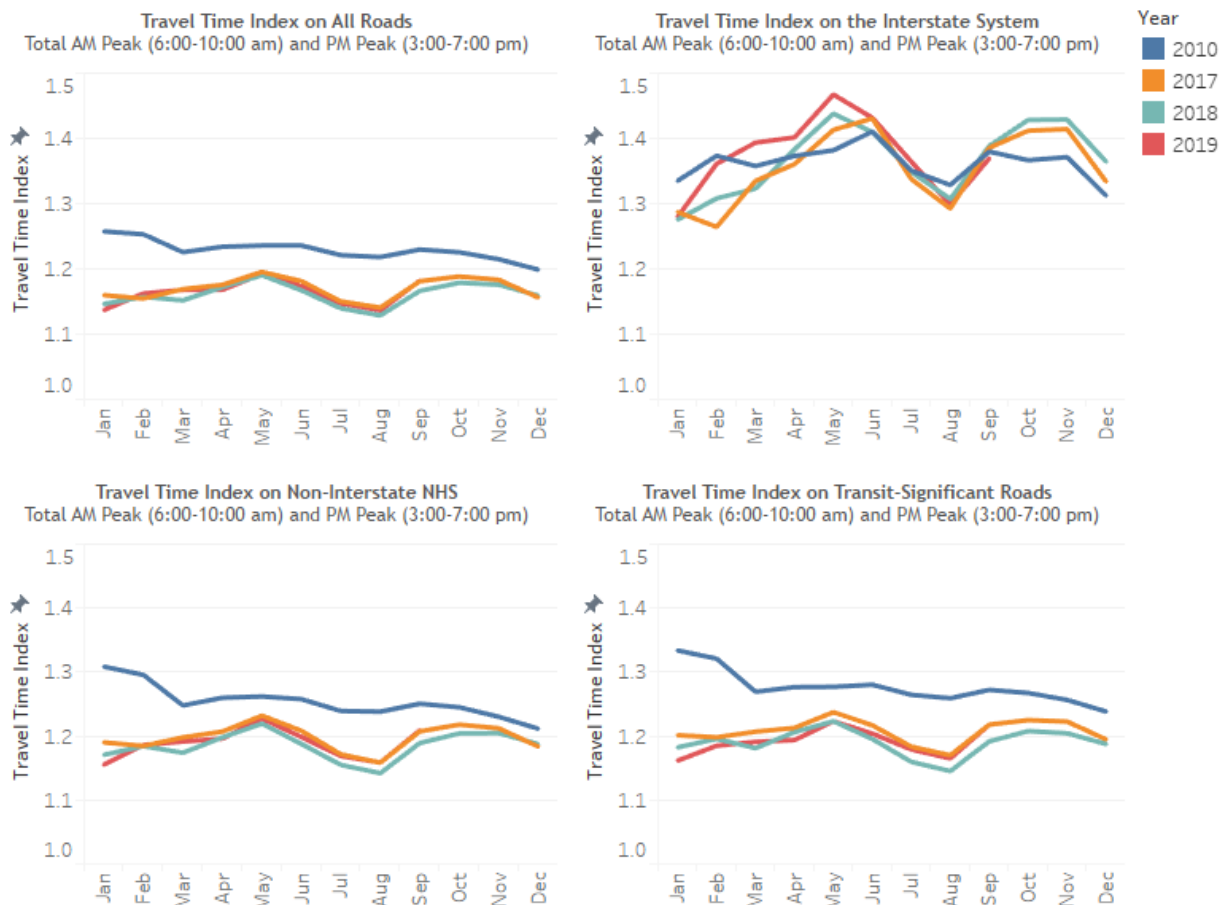 Travel Time Index on All Roads
Total AM Peak (6:00-10:00 am) and PM Peak (3:00-7:00 pm)
Travel Time Index
1.5
1.4
1.3
1.2
1.1
1.0
Jan Feb Mar Apr May Jun Jul Aug Sep Oct Nov Dec
Travel Time Index on the Interstate System
Total AM Peak (6:00-10:00 am) and PM Peak (3:00-7:00 pm)
Travel Time Index
1.5
1.4
1.3
1.2
1.1
1.0
Jan Feb Mar Apr May Jun Jul Aug Sep Oct Nov Dec
Year
2010
2017
2018
2019
Travel Time Index on Non-Interstate NHS
Total AM Peak (6:00-10:00 am) and PM Peak (3:00-7:00 pm)
Travel Time Index
1.5
1.4
1.3
1.2
1.1
1.0
Jan Feb Mar Apr May Jun Jul Aug Sep Oct Nov Dec
Travel Time Index on Transit-Significant Roads
Total AM Peak (6:00-10:00 am) and PM Peak (3:00-7:00 pm)
Travel Time Index
1.5
1.4
1.3
1.2
1.1
1.0
Jan Feb Mar Apr May Jun Jul Aug Sep Oct Nov Dec